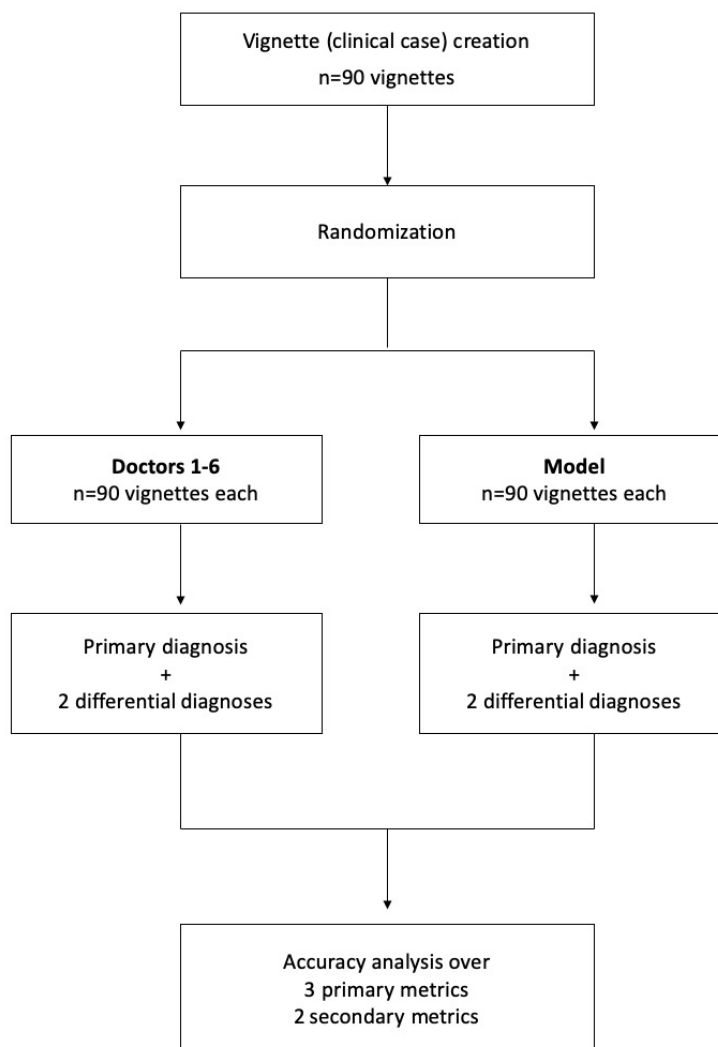 Vignette (clinical case) creation
n=90 vignettes
Randomization
Doctors 1-6
n=90 vignettes each
Model
n=90 vignettes each
Primary diagnosis
+
2 differential diagnoses
Primary diagnosis
+
2 differential diagnoses
Accuracy analysis over
3 primary metrics
2 secondary metrics